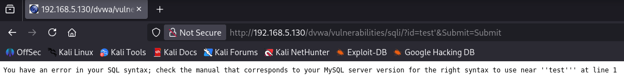 192.168.5.130/dvwa/vulne
Not Secure http://192.168.5.130/dvwa/vulnerabilities/sqli/?id=test'&Submit=Submit
OffSec Kali Linux Kali Tools Kali Docs Kali Forums Kali NetHunter Exploit-DB Google Hacking DB
You have an error in your SQL syntax; check the manual that corresponds to your MySQL server version for the right syntax to use near ''test''' at line 1